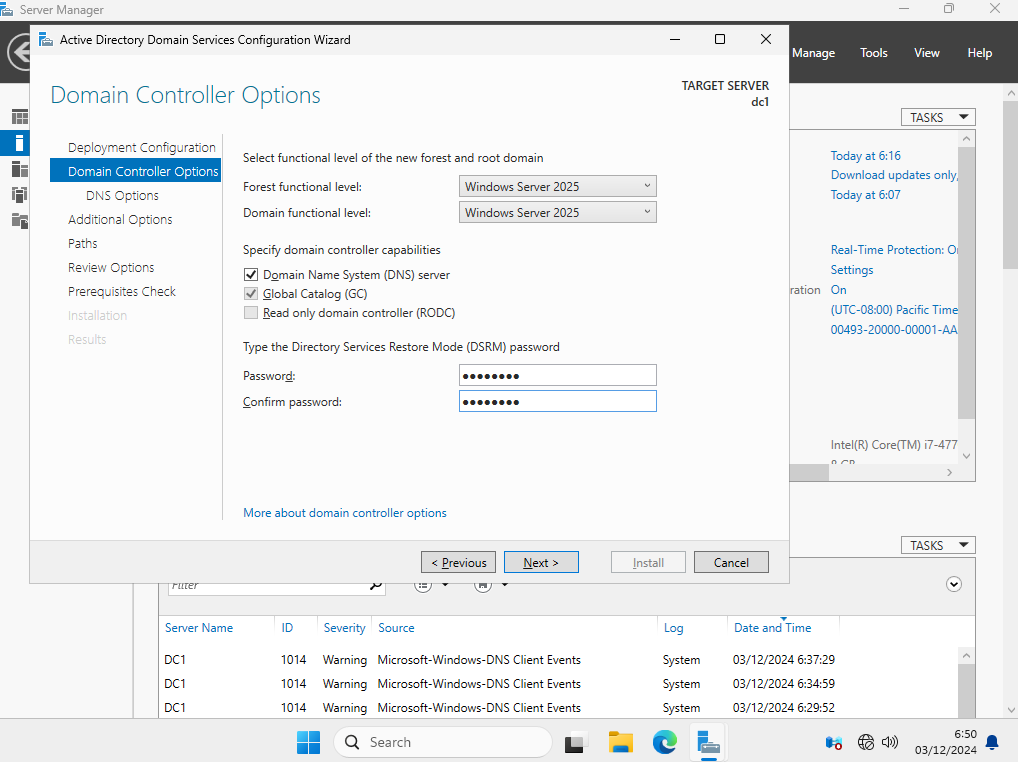 Server Manager
Active Directory Domain Services Configuration Wizard
Manage Tools View Help
Domain Controller Options
TARGET SERVER
dc1
TASKS
Deployment Configuration
Domain Controller Options
DNS Options
Additional Options
Paths
Review Options
Prerequisites Check
Installation
Results
Select functional level of the new forest and root domain
Forest functional level: Windows Server 2025
Domain functional level: Windows Server 2025
Specify domain controller capabilities
Domain Name System (DNS) server
Global Catalog (GC)
Read only domain controller (RODC)
Type the Directory Services Restore Mode (DSRM) password
Password: ●●●●●●●●
Confirm password: ●●●●●●●●
More about domain controller options
< Previous Next > Install Cancel
Today at 6:16
Download updates only,
Today at 6:07
Real-Time Protection:
Settings
ration On
(UTC-08:00) Pacific Time
00493-20000-00001-AA
Intel(R) Core(TM) i7-477
8 GB
TASKS
Filter
Server Name ID Severity Source Log Date and Time
DC1 1014 Warning Microsoft-Windows-DNS Client Events System 03/12/2024 6:37:29
DC1 1014 Warning Microsoft-Windows-DNS Client Events System 03/12/2024 6:34:59
DC1 1014 Warning Microsoft-Windows-DNS Client Events System 03/12/2024 6:29:52
Search
6:50
03/12/2024